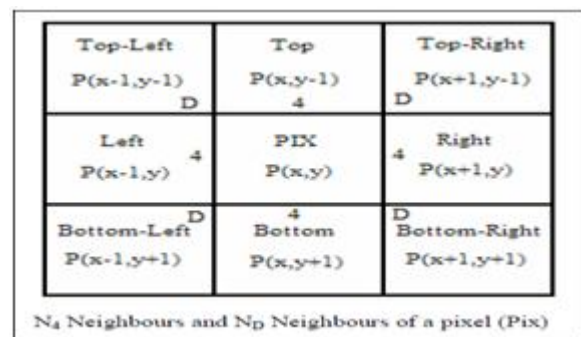 Top-Left Top Top-Right
P(x-1,y-1) P(x,y-1) P(x+1,y-1)
D 4 D
Left PIX Right
4 4
P(x-1,y) P(x,y) P(x+1,y)
D 4 D
Bottom-Left Bottom Bottom-Right
P(x-1,y+1) P(x,y+1) P(x+1,y+1)
N₄ Neighbours and N_D Neighbours of a pixel (Pix)